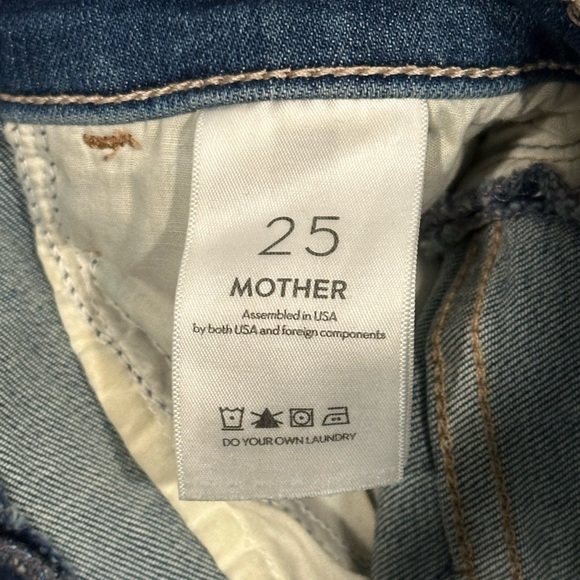 25
MOTHER
Assembled in USA
by both USA and foreign components
DO YOUR OWN LAUNDRY